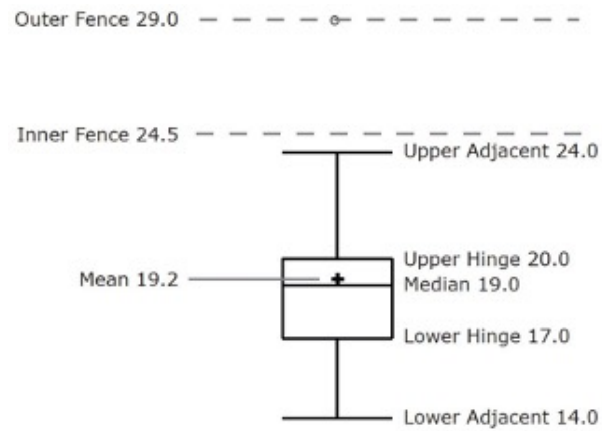 Outer Fence 29.0
Inner Fence 24.5
Upper Adjacent 24.0
Upper Hinge 20.0
Mean 19.2
Median 19.0
Lower Hinge 17.0
Lower Adjacent 14.0